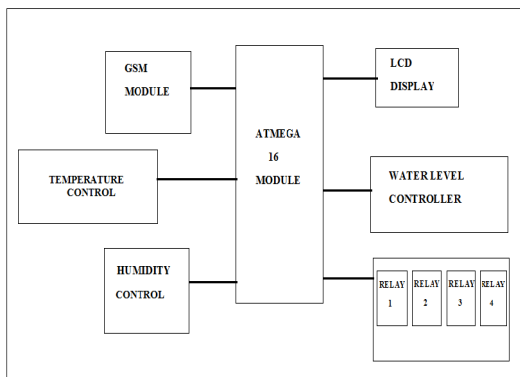 GSM
MODULE
TEMPERATURE
CONTROL
HUMIDITY
CONTROL
ATMEGA
16
MODULE
LCD
DISPLAY
WATER LEVEL
CONTROLLER
RELAY RELAY RELAY RELAY
1 2 3 4